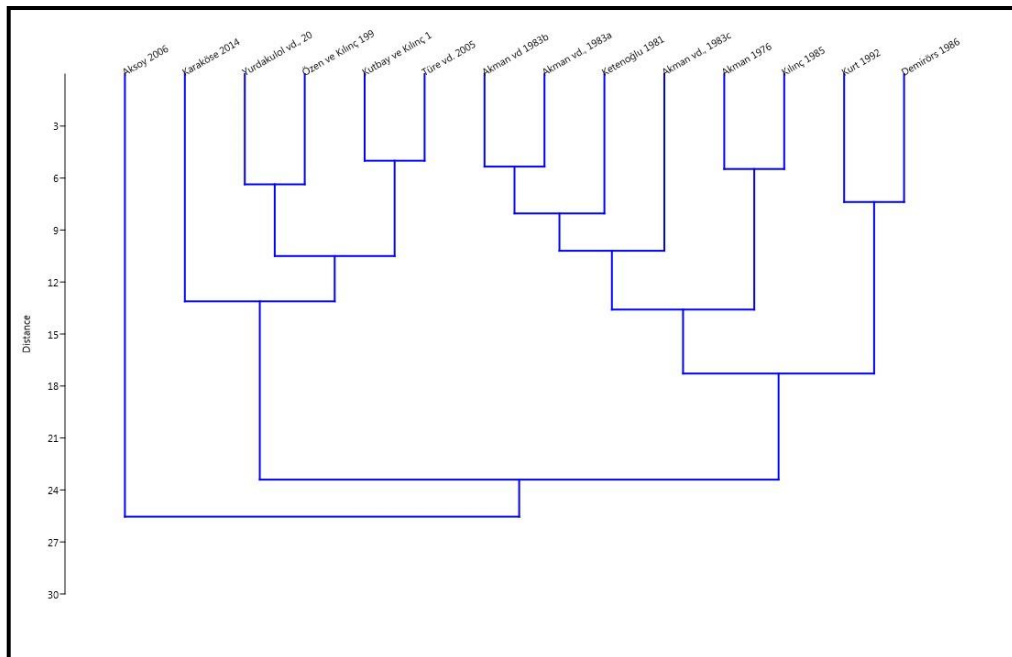 Aksoy 2006
Karaköse 2014
Yurdakulol vd., 20
Özen ve Kılınç 199
Kutbay ve Kılınç 1
Türe vd. 2005
Akman vd 1983b
Akman vd., 1983a
Ketenoğlu 1981
Akman vd., 1983c
Akman 1976
Kılınç 1985
Kurt 1992
Demirörs 1986
3
6
9
12
15
18
21
24
27
30
Distance